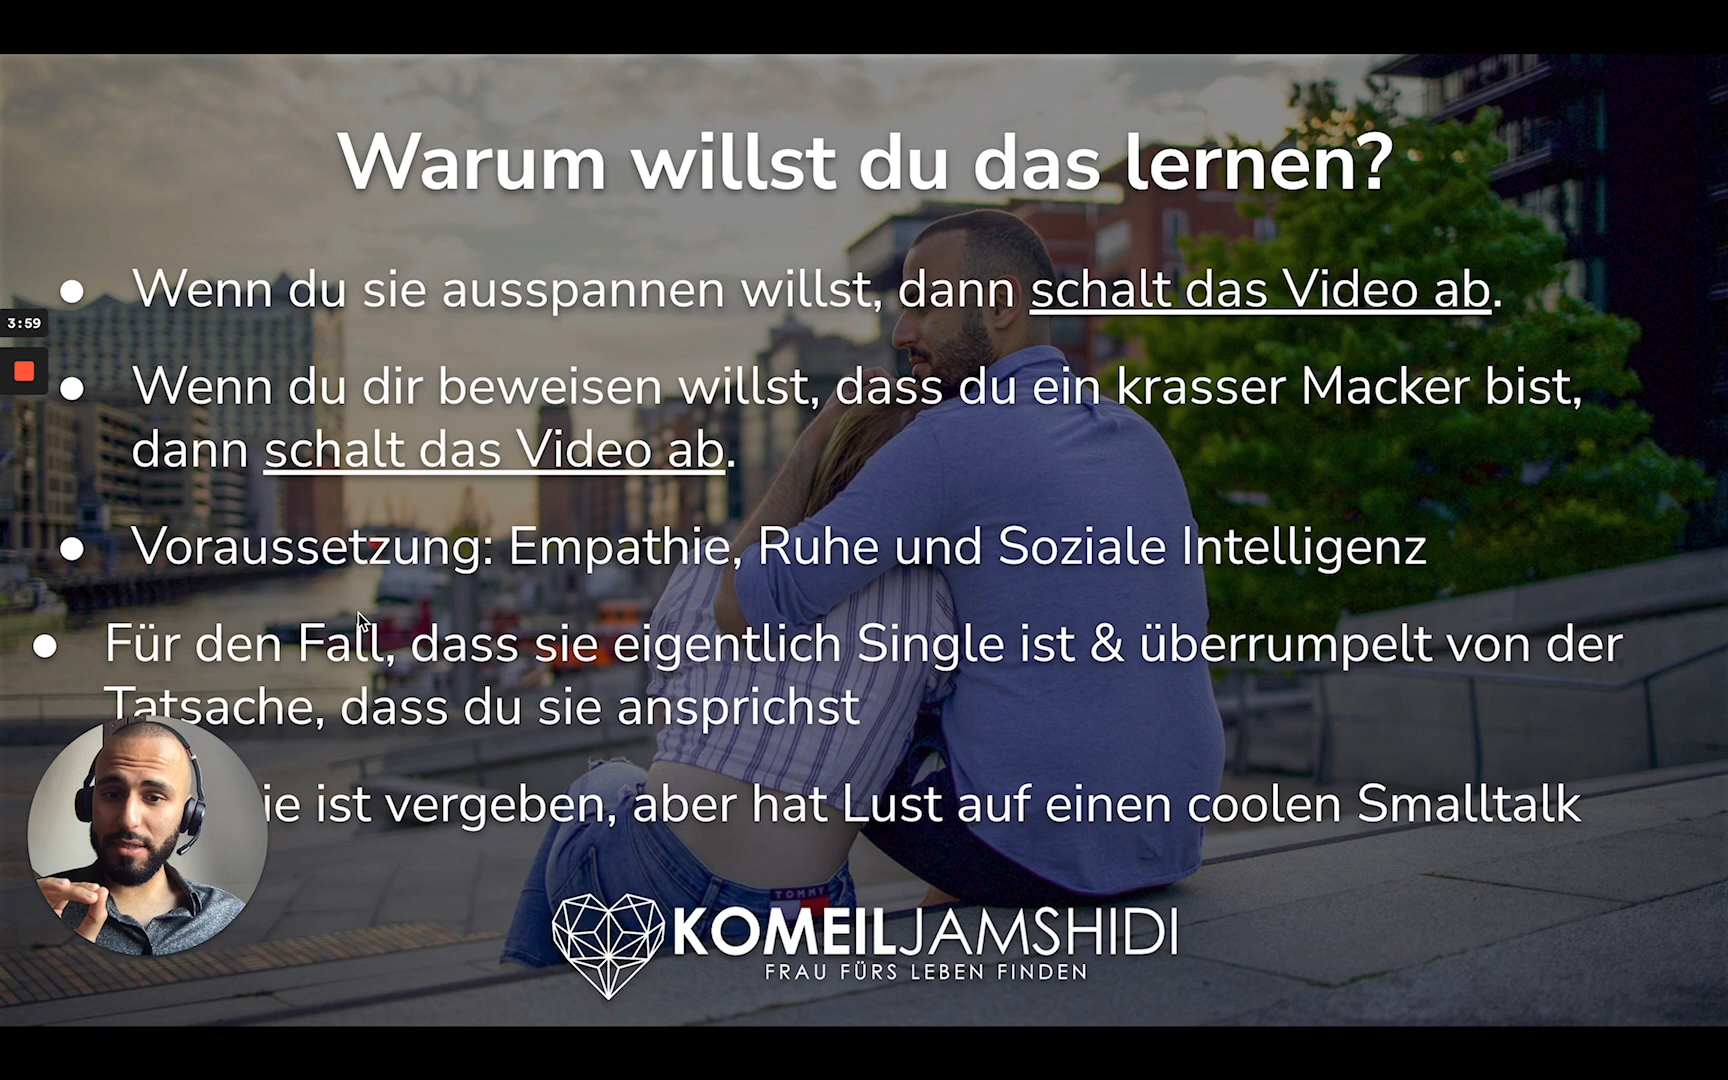 Warum willst du das lernen?
Wenn du sie ausspannen willst, dann schalt das Video ab.
3:59
Wenn du dir beweisen willst, dass du ein krasser Macker bist,
dann schalt das Video ab.
Voraussetzung: Empathie, Ruhe und Soziale Intelligenz
Für den Fall, dass sie eigentlich Single ist & überrumpelt von der
Tatsache, dass du sie ansprichst
ie ist vergeben, aber hat Lust auf einen coolen Smalltalk
TOMMY
KOMEILJAMSHIDI
FRAU FÜRS LEBEN FINDEN